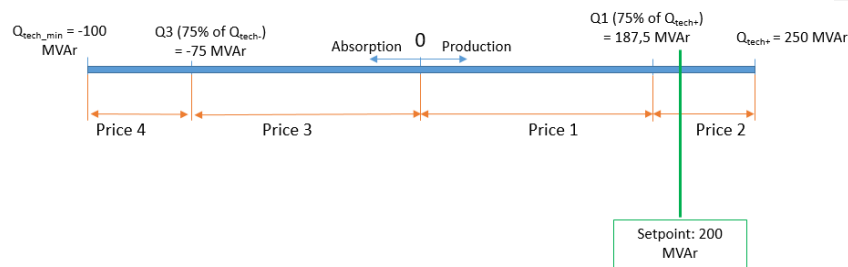 Qtech_min = -100
MVAr
Q3 (75% of Qtech-)
= -75 MVAr
Absorption
0
Production
Q1 (75% of Qtech+)
= 187,5 MVAr
Qtech+ = 250 MVAr
Price 4
Price 3
Price 1
Price 2
Setpoint: 200
MVAr